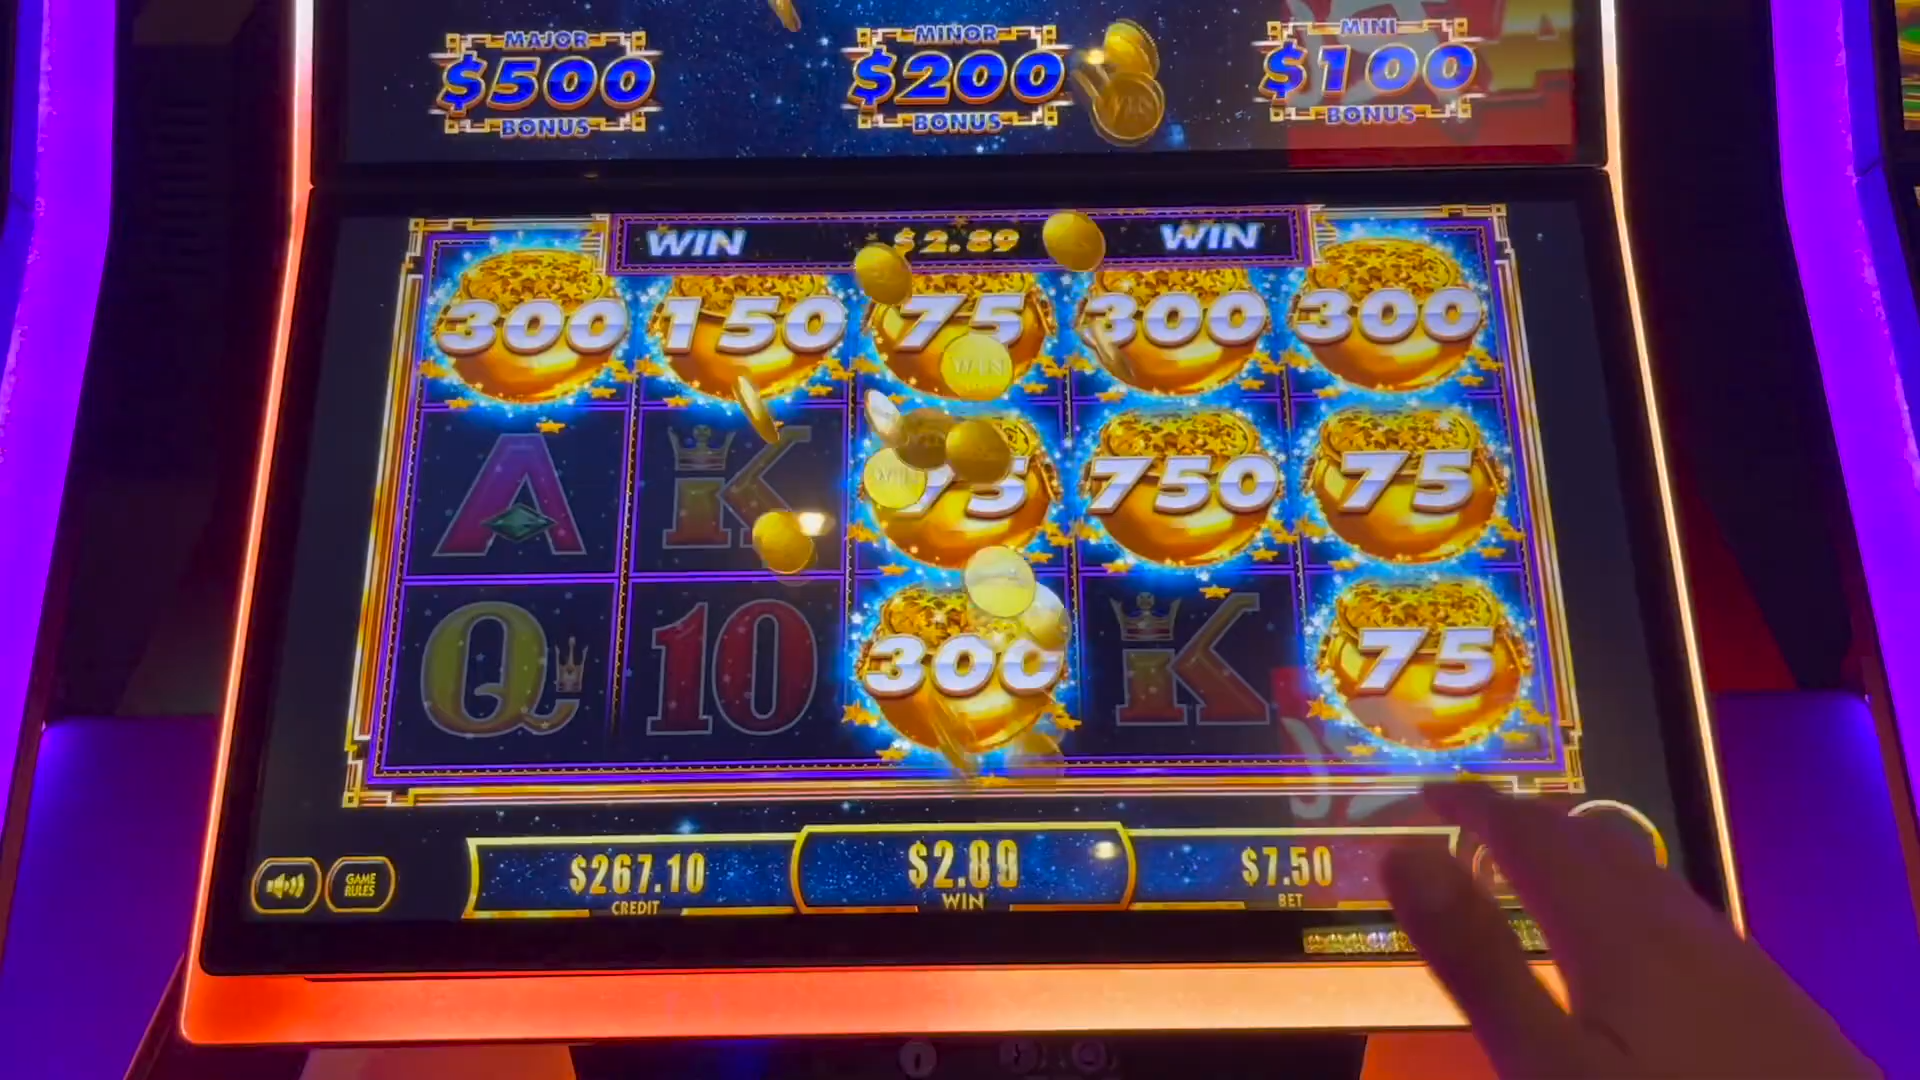 MAJOR MINOR MINI
$500 $200 $100
BONUS BONUS BONUS
WIN $2.89 WIN
300 150 75 300 300
A K 75 750 75
Q 10 300 K 75
GAME RULES $267.10 $2.89 $7.50
CREDIT WIN BET